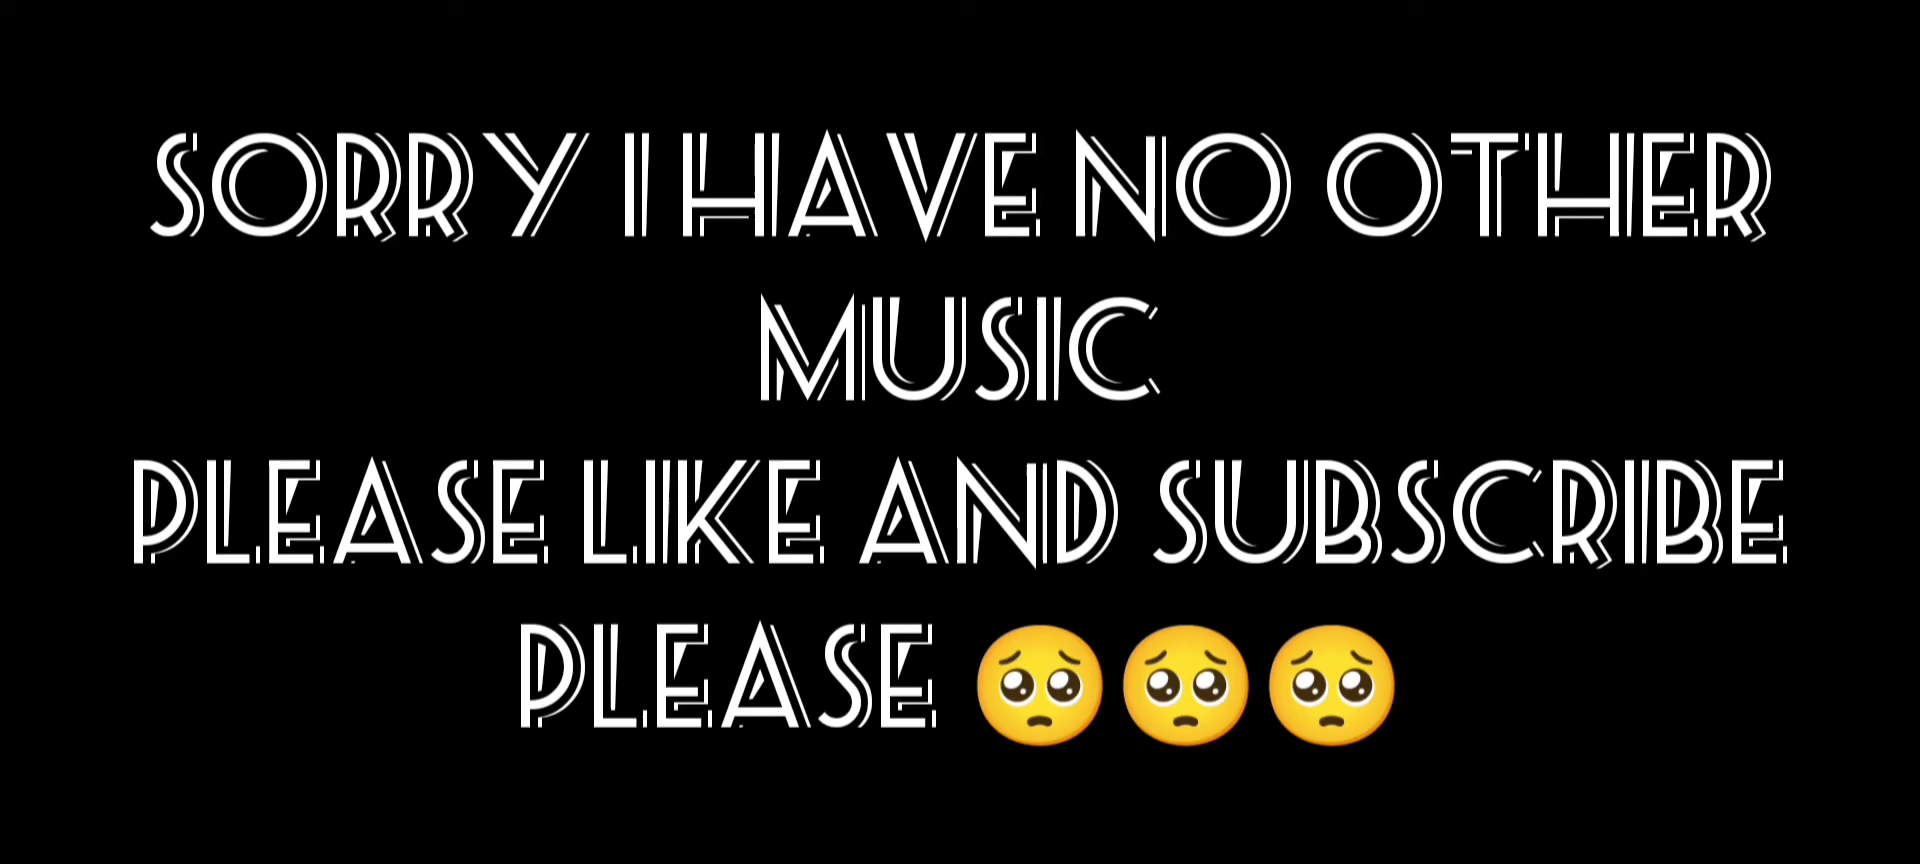 SORRY I HAVE NO OTHER
MUSIC
PLEASE LIKE AND SUBSCRIBE
PLEASE 🥺🥺🥺